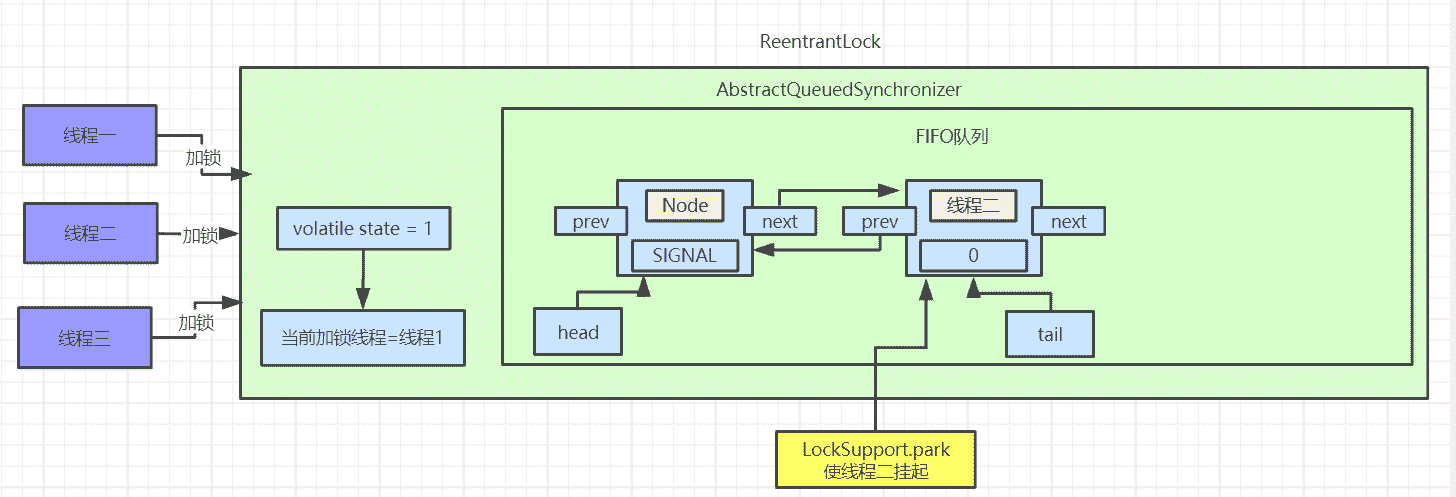 ReentrantLock
AbstractQueuedSynchronizer
FIFO队列
线程一
加锁
线程二
加锁
线程三
加锁
volatile state = 1
当前加锁线程=线程1
prev
Node
next
SIGNAL
head
prev
线程二
next
0
tail
LockSupport.park
使线程二挂起